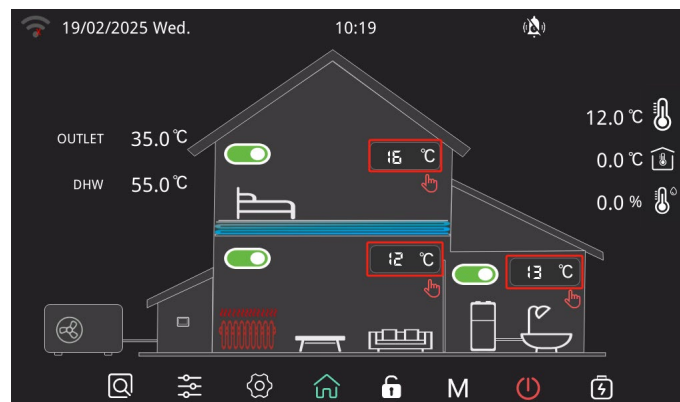 19/02/2025 Wed.
10:19
12.0 ℃
OUTLET 35.0 ℃
16 ℃
0.0 ℃
DHW 55.0 ℃
0.0 %
12 ℃
13 ℃
M